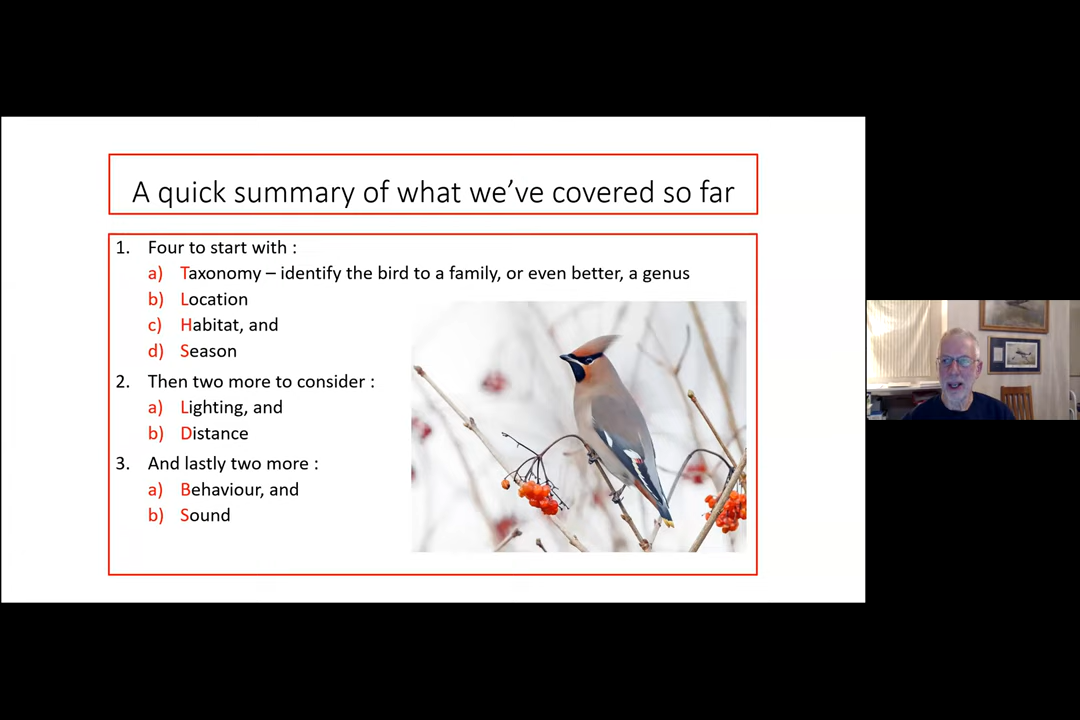 A quick summary of what we've covered so far
1. Four to start with :
a) Taxonomy – identify the bird to a family, or even better, a genus
b) Location
c) Habitat, and
d) Season
2. Then two more to consider :
a) Lighting, and
b) Distance
3. And lastly two more :
a) Behaviour, and
b) Sound